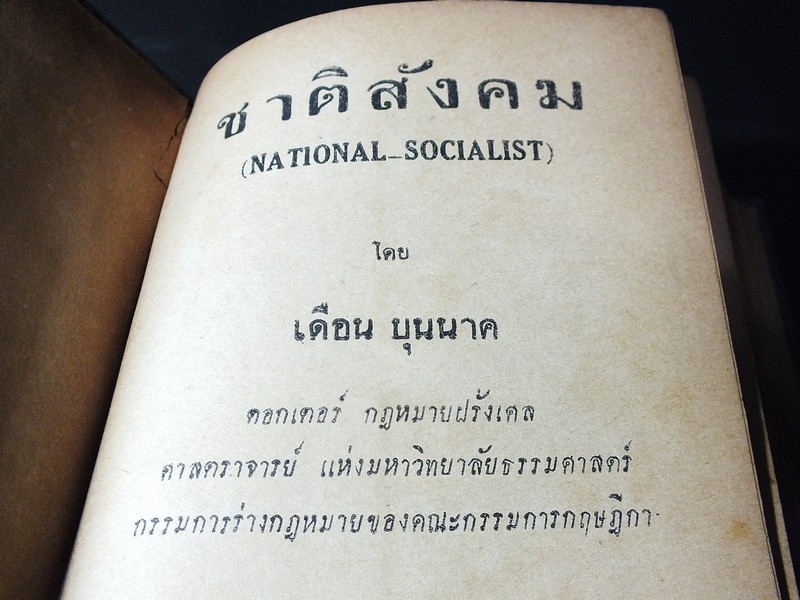 ชาติสังคม
(NATIONAL-SOCIALIST)
โดย
เดือน บุนนาค
ดอกเตอร์ กฎหมายฝรั่งเศส
ศาสตราจารย์ แห่งมหาวิทยาลัยธรรมศาสตร์
กรรมการร่างกฎหมายของคณะกรรมการกฤษฎีกา